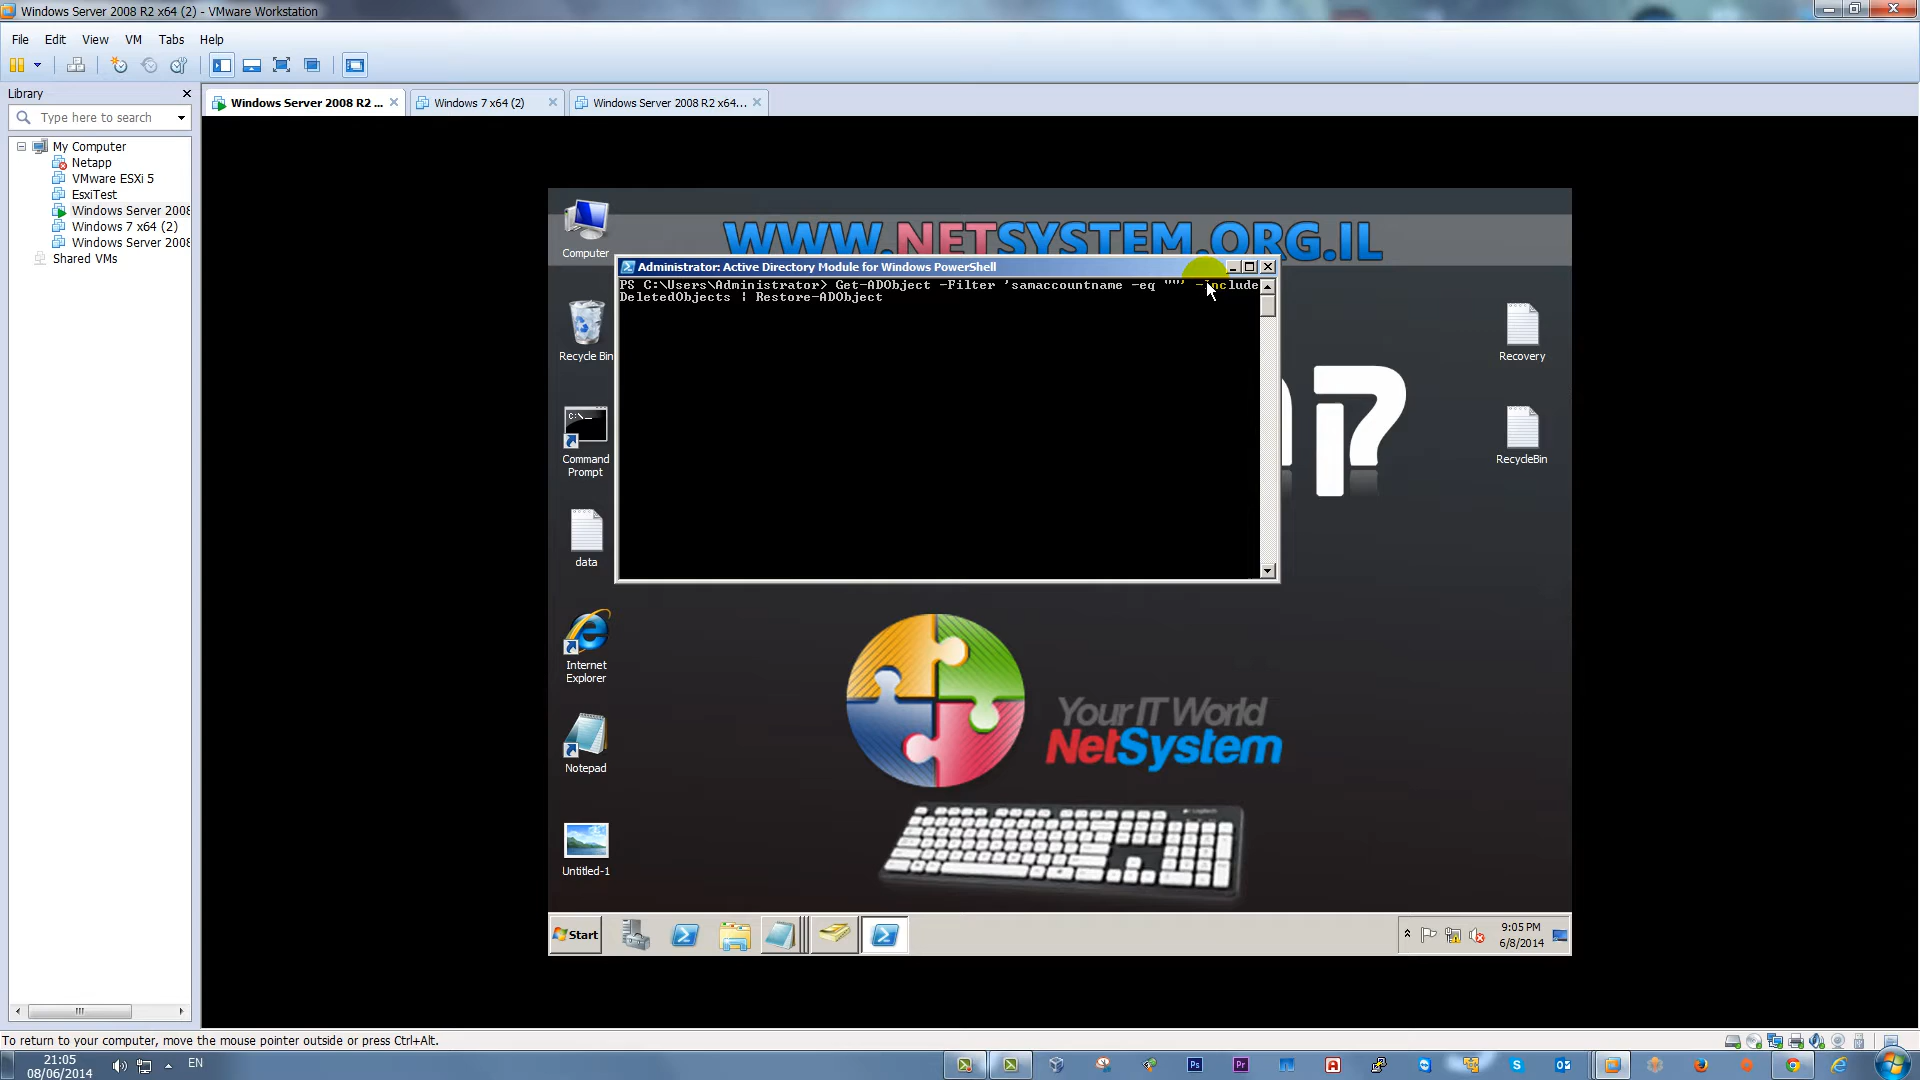 Windows Server 2008 R2 x64 (2) - VMware Workstation
File Edit View VM Tabs Help
Library
Type here to search
My Computer
Netapp
VMware ESXi 5
EsxiTest
Windows Server 2008
Windows 7 x64 (2)
Windows Server 2008
Shared VMs
Windows Server 2008 R2 ...
Windows 7 x64 (2)
Windows Server 2008 R2 x64...
WWW.NETSYSTEM.ORG.IL
Computer
Recycle Bin
C:\_
Command
Prompt
data
Internet
Explorer
Notepad
Untitled-1
Administrator: Active Directory Module for Windows PowerShell
PS C:\Users\Administrator> Get-ADObject -Filter 'samaccountname -eq ""' -Include
DeletedObjects | Restore-ADObject
Recovery
RecycleBin
Your IT World
NetSystem
Logitech
Start
9:05 PM
6/8/2014
To return to your computer, move the mouse pointer outside or press Ctrl+Alt.
21:05
08/06/2014
EN
Ps
Pr